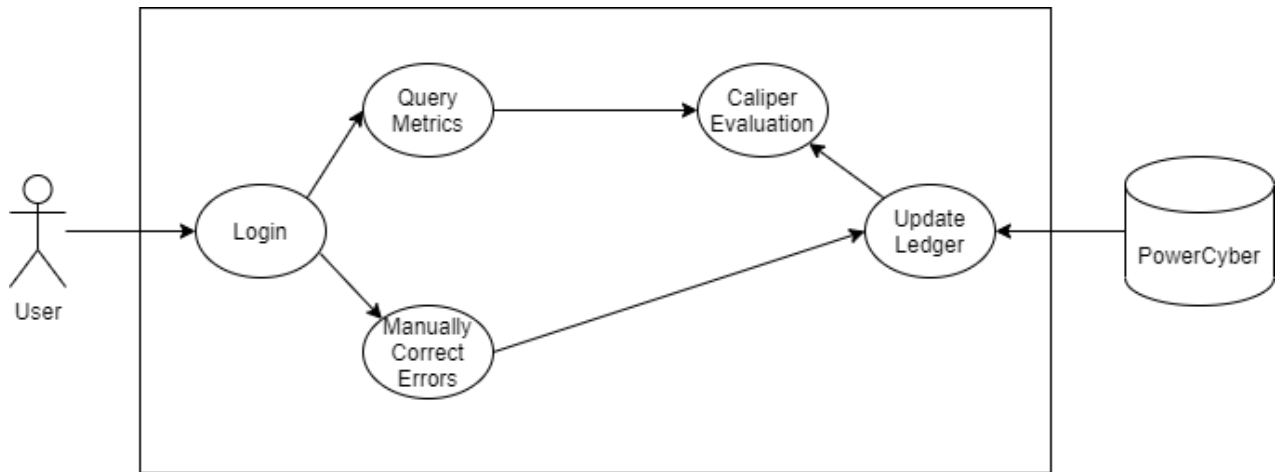 Query
Metrics
Caliper
Evaluation
Login
Update
Ledger
PowerCyber
User
Manually
Correct
Errors